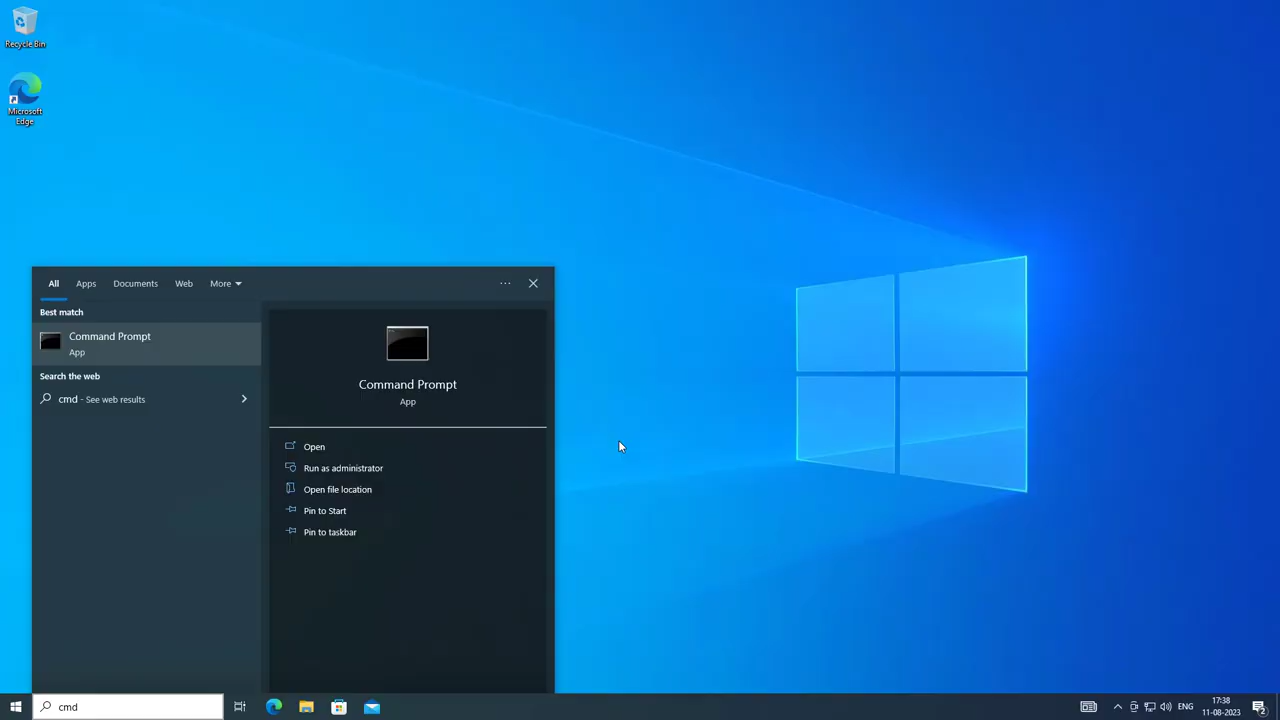 Recycle Bin
Microsoft
Edge
All Apps Documents Web More
Best match
Command Prompt
App
Search the web
cmd - See web results
Command Prompt
App
Open
Run as administrator
Open file location
Pin to Start
Pin to taskbar
cmd
ENG
17:38
11-08-2023
2